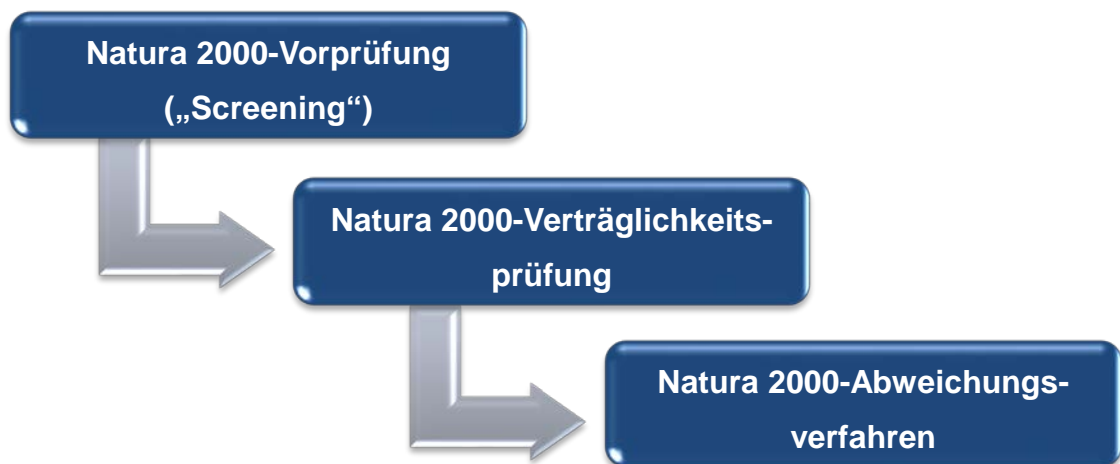 Natura 2000-Vorprüfung
(„Screening“)
Natura 2000-Verträglichkeits-
prüfung
Natura 2000-Abweichungs-
verfahren